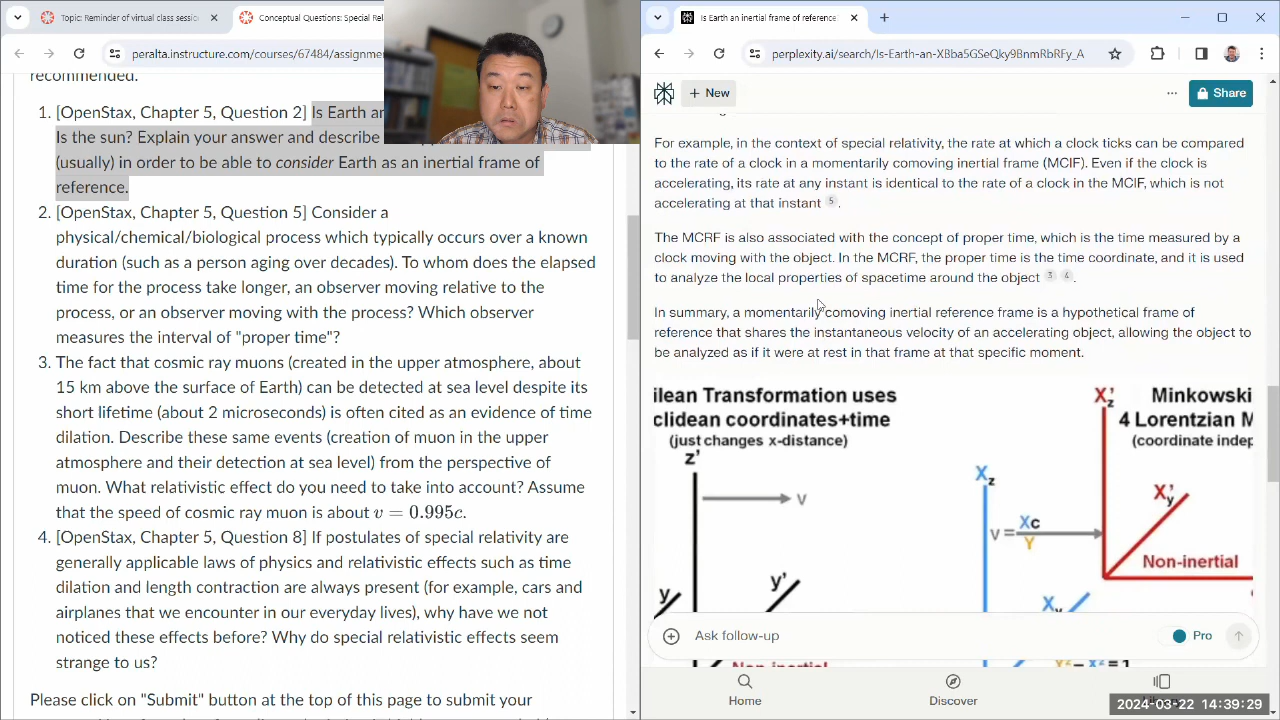 Topic: Reminder of virtual class sessi
Conceptual Questions: Special Rel
peralta.instructure.com/courses/67484/assignme
recommended.
1. [OpenStax, Chapter 5, Question 2] Is Earth an
Is the sun? Explain your answer and describe
(usually) in order to be able to consider Earth as an inertial frame of
reference.
2. [OpenStax, Chapter 5, Question 5] Consider a
physical/chemical/biological process which typically occurs over a known
duration (such as a person aging over decades). To whom does the elapsed
time for the process take longer, an observer moving relative to the
process, or an observer moving with the process? Which observer
measures the interval of "proper time"?
3. The fact that cosmic ray muons (created in the upper atmosphere, about
15 km above the surface of Earth) can be detected at sea level despite its
short lifetime (about 2 microseconds) is often cited as an evidence of time
dilation. Describe these same events (creation of muon in the upper
atmosphere and their detection at sea level) from the perspective of
muon. What relativistic effect do you need to take into account? Assume
that the speed of cosmic ray muon is about v = 0.995c.
4. [OpenStax, Chapter 5, Question 8] If postulates of special relativity are
generally applicable laws of physics and relativistic effects such as time
dilation and length contraction are always present (for example, cars and
airplanes that we encounter in our everyday lives), why have we not
noticed these effects before? Why do special relativistic effects seem
strange to us?
Please click on "Submit" button at the top of this page to submit your
Is Earth an inertial frame of reference
perplexity.ai/search/Is-Earth-an-XBba5GSeQky9BnmRbRFy_A
New
Share
For example, in the context of special relativity, the rate at which a clock ticks can be compared
to the rate of a clock in a momentarily comoving inertial frame (MCIF). Even if the clock is
accelerating, its rate at any instant is identical to the rate of a clock in the MCIF, which is not
accelerating at that instant 5.
The MCRF is also associated with the concept of proper time, which is the time measured by a
clock moving with the object. In the MCRF, the proper time is the time coordinate, and it is used
to analyze the local properties of spacetime around the object 3 4.
In summary, a momentarily comoving inertial reference frame is a hypothetical frame of
reference that shares the instantaneous velocity of an accelerating object, allowing the object to
be analyzed as if it were at rest in that frame at that specific moment.
ilean Transformation uses
clidean coordinates+time
(just changes x-distance)
z'
v
y
y'
Non-inertial
X'z
Minkowski
4 Lorentzian M
(coordinate indep
Xz
X'y
v = Xc
Y
Non-inertial
Xy
Ask follow-up
Pro
Home
Discover
2024-03-22 14:39:29